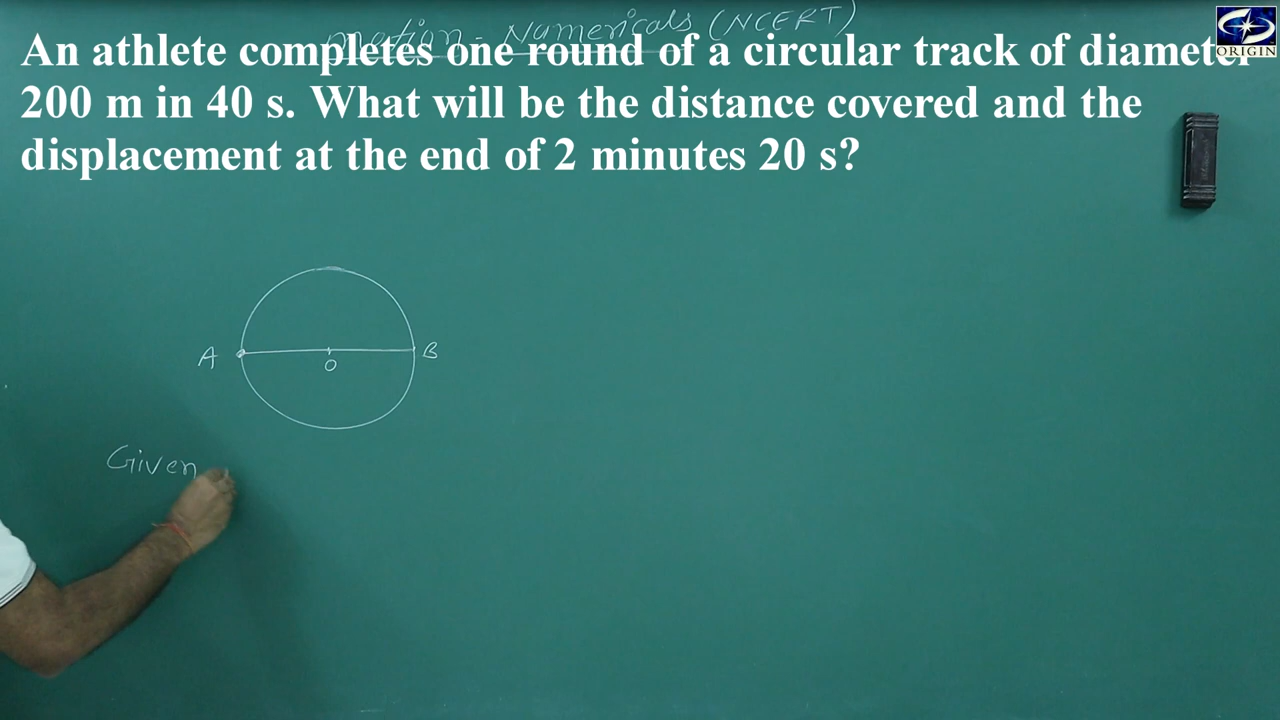 motion - Numericals (NCERT)
An athlete completes one round of a circular track of diameter
200 m in 40 s. What will be the distance covered and the
displacement at the end of 2 minutes 20 s?
ORIGIN
A
O
B
Given